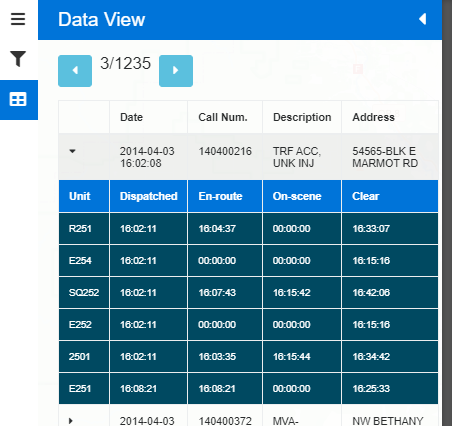 Data View
3/1235
Date Call Num. Description Address
2014-04-03 140400216 TRF ACC, 54565-BLK E
16:02:08 UNK INJ MARMOT RD
Unit Dispatched En-route On-scene Clear
R251 16:02:11 16:04:37 00:00:00 16:33:07
E254 16:02:11 00:00:00 00:00:00 16:15:16
SQ252 16:02:11 16:07:43 16:15:42 16:42:06
E252 16:02:11 00:00:00 00:00:00 16:15:16
2501 16:02:11 16:03:35 16:15:44 16:34:42
E251 16:08:21 16:08:21 00:00:00 16:25:33
2014-04-03 140400372 MVA- NW BETHANY